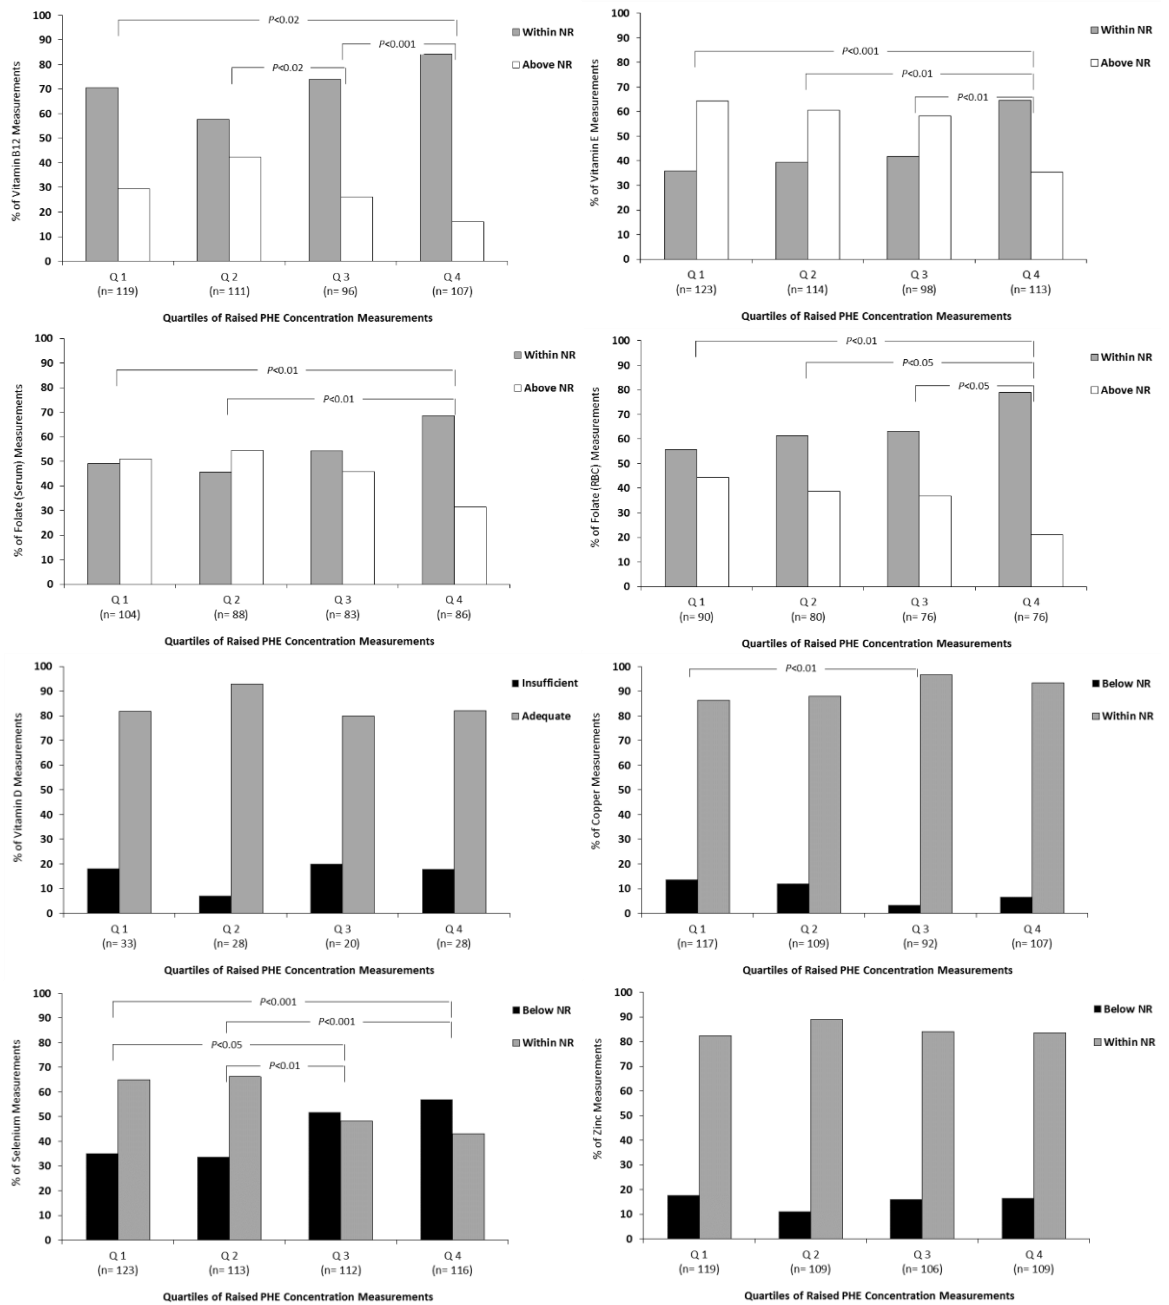 % of Vitamin B12 Measurements
100
90
80
70
60
50
40
30
20
10
0
P<0.02
P<0.001
P<0.02
Within NR
Above NR
Q 1 Q 2 Q 3 Q 4
(n= 119) (n= 111) (n= 96) (n= 107)
Quartiles of Raised PHE Concentration Measurements
% of Vitamin E Measurements
100
90
80
70
60
50
40
30
20
10
0
P<0.001
P<0.01
P<0.01
Within NR
Above NR
Q 1 Q 2 Q 3 Q 4
(n= 123) (n= 114) (n= 98) (n= 113)
Quartiles of Raised PHE Concentration Measurements
% of Folate (Serum) Measurements
100
90
80
70
60
50
40
30
20
10
0
P<0.01
P<0.01
Within NR
Above NR
Q 1 Q 2 Q 3 Q 4
(n= 104) (n= 88) (n= 83) (n= 86)
Quartiles of Raised PHE Concentration Measurements
% of Folate (RBC) Measurements
100
90
80
70
60
50
40
30
20
10
0
P<0.01
P<0.05
P<0.05
Within NR
Above NR
Q 1 Q 2 Q 3 Q 4
(n= 90) (n= 80) (n= 76) (n= 76)
Quartiles of Raised PHE Concentration Measurements
% of Vitamin D Measurements
100
90
80
70
60
50
40
30
20
10
0
Insufficient
Adequate
Q 1 Q 2 Q 3 Q 4
(n= 33) (n= 28) (n= 20) (n= 28)
Quartiles of Raised PHE Concentration Measurements
% of Copper Measurements
100
90
80
70
60
50
40
30
20
10
0
P<0.01
Below NR
Within NR
Q 1 Q 2 Q 3 Q 4
(n= 117) (n= 109) (n= 92) (n= 107)
Quartiles of Raised PHE Concentration Measurements
% of Selenium Measurements
100
90
80
70
60
50
40
30
20
10
0
P<0.001
P<0.001
P<0.05
P<0.01
Below NR
Within NR
Q 1 Q 2 Q 3 Q 4
(n= 123) (n= 113) (n= 112) (n= 116)
Quartiles of Raised PHE Concentration Measurements
% of Zinc Measurements
100
90
80
70
60
50
40
30
20
10
0
Below NR
Within NR
Q 1 Q 2 Q 3 Q 4
(n= 119) (n= 109) (n= 106) (n= 109)
Quartiles of Raised PHE Concentration Measurements